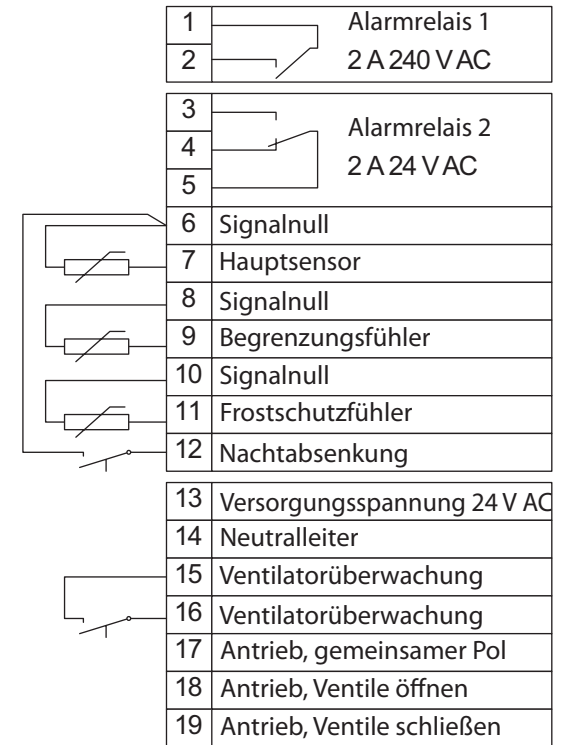 1 Alarmrelais 1
2 2 A 240 V AC
3
Alarmrelais 2
4
2 A 24 V AC
5
6 Signalnull
7 Hauptsensor
8 Signalnull
9 Begrenzungsfühler
10 Signalnull
11 Frostschutzfühler
12 Nachtabsenkung
13 Versorgungsspannung 24 V AC
14 Neutralleiter
15 Ventilatorüberwachung
16 Ventilatorüberwachung
17 Antrieb, gemeinsamer Pol
18 Antrieb, Ventile öffnen
19 Antrieb, Ventile schließen